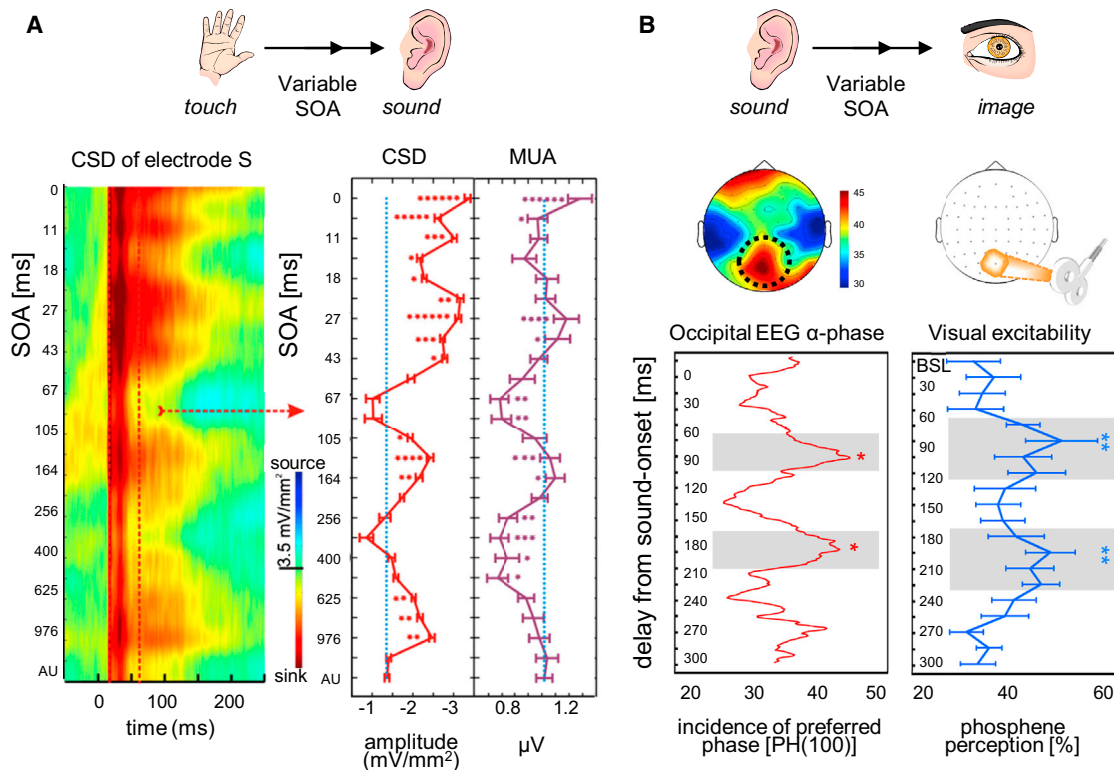 A
touch
Variable
SOA
sound
CSD of electrode S
SOA [ms]
0
11
18
27
43
67
105
164
256
400
625
976
AU
source
3.5 mV/mm²
sink
0
100
200
time (ms)
CSD
MUA
SOA [ms]
0
11
18
27
43
67
105
164
256
400
625
976
AU
-1
-2
-3
0.8
1.2
amplitude
(mV/mm²)
µV
B
sound
Variable
SOA
image
45
40
35
30
Occipital EEG α-phase
Visual excitability
delay from sound-onset [ms]
0
30
60
90
120
150
180
210
240
270
300
*
*
20
30
40
50
incidence of preferred
phase [PH(100)]
BSL
30
60
90
120
150
180
210
240
270
300
**
**
20
40
60
phosphene
perception [%]